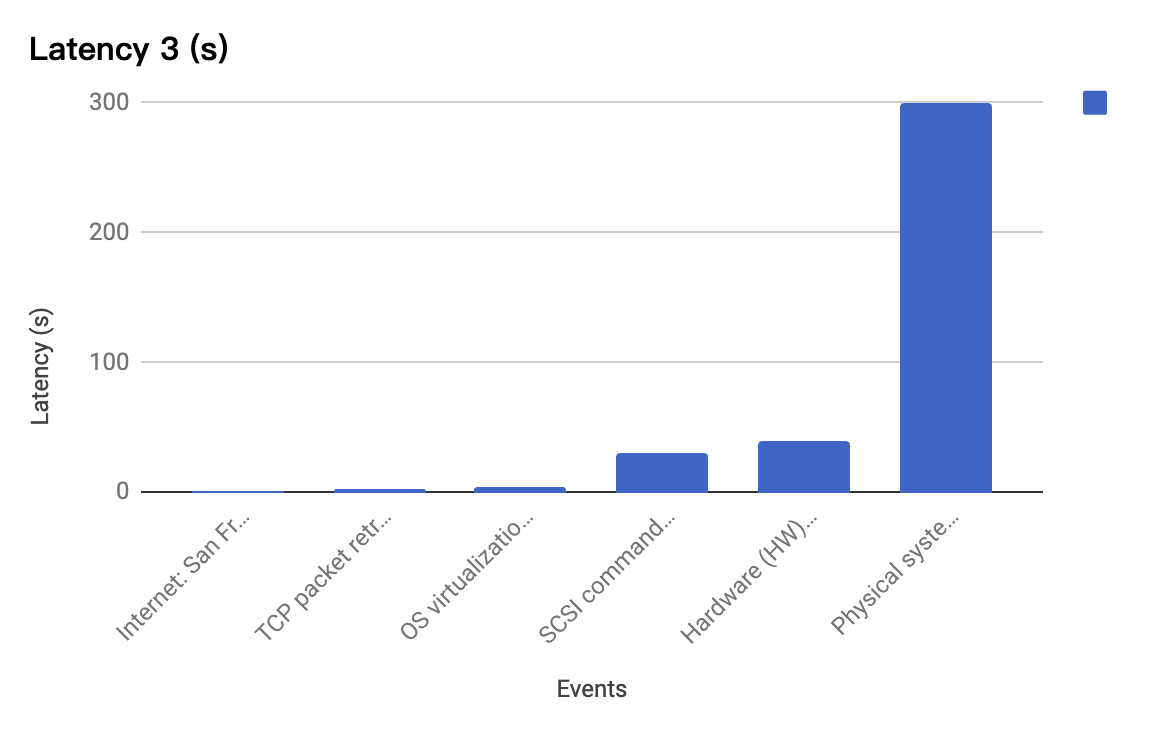 Latency 3 (s)
300
200
100
0
Latency (s)
Internet: San Fr...
TCP packet retr...
OS virtualizatio...
SCSI command...
Hardware (HW)...
Physical syste...
Events